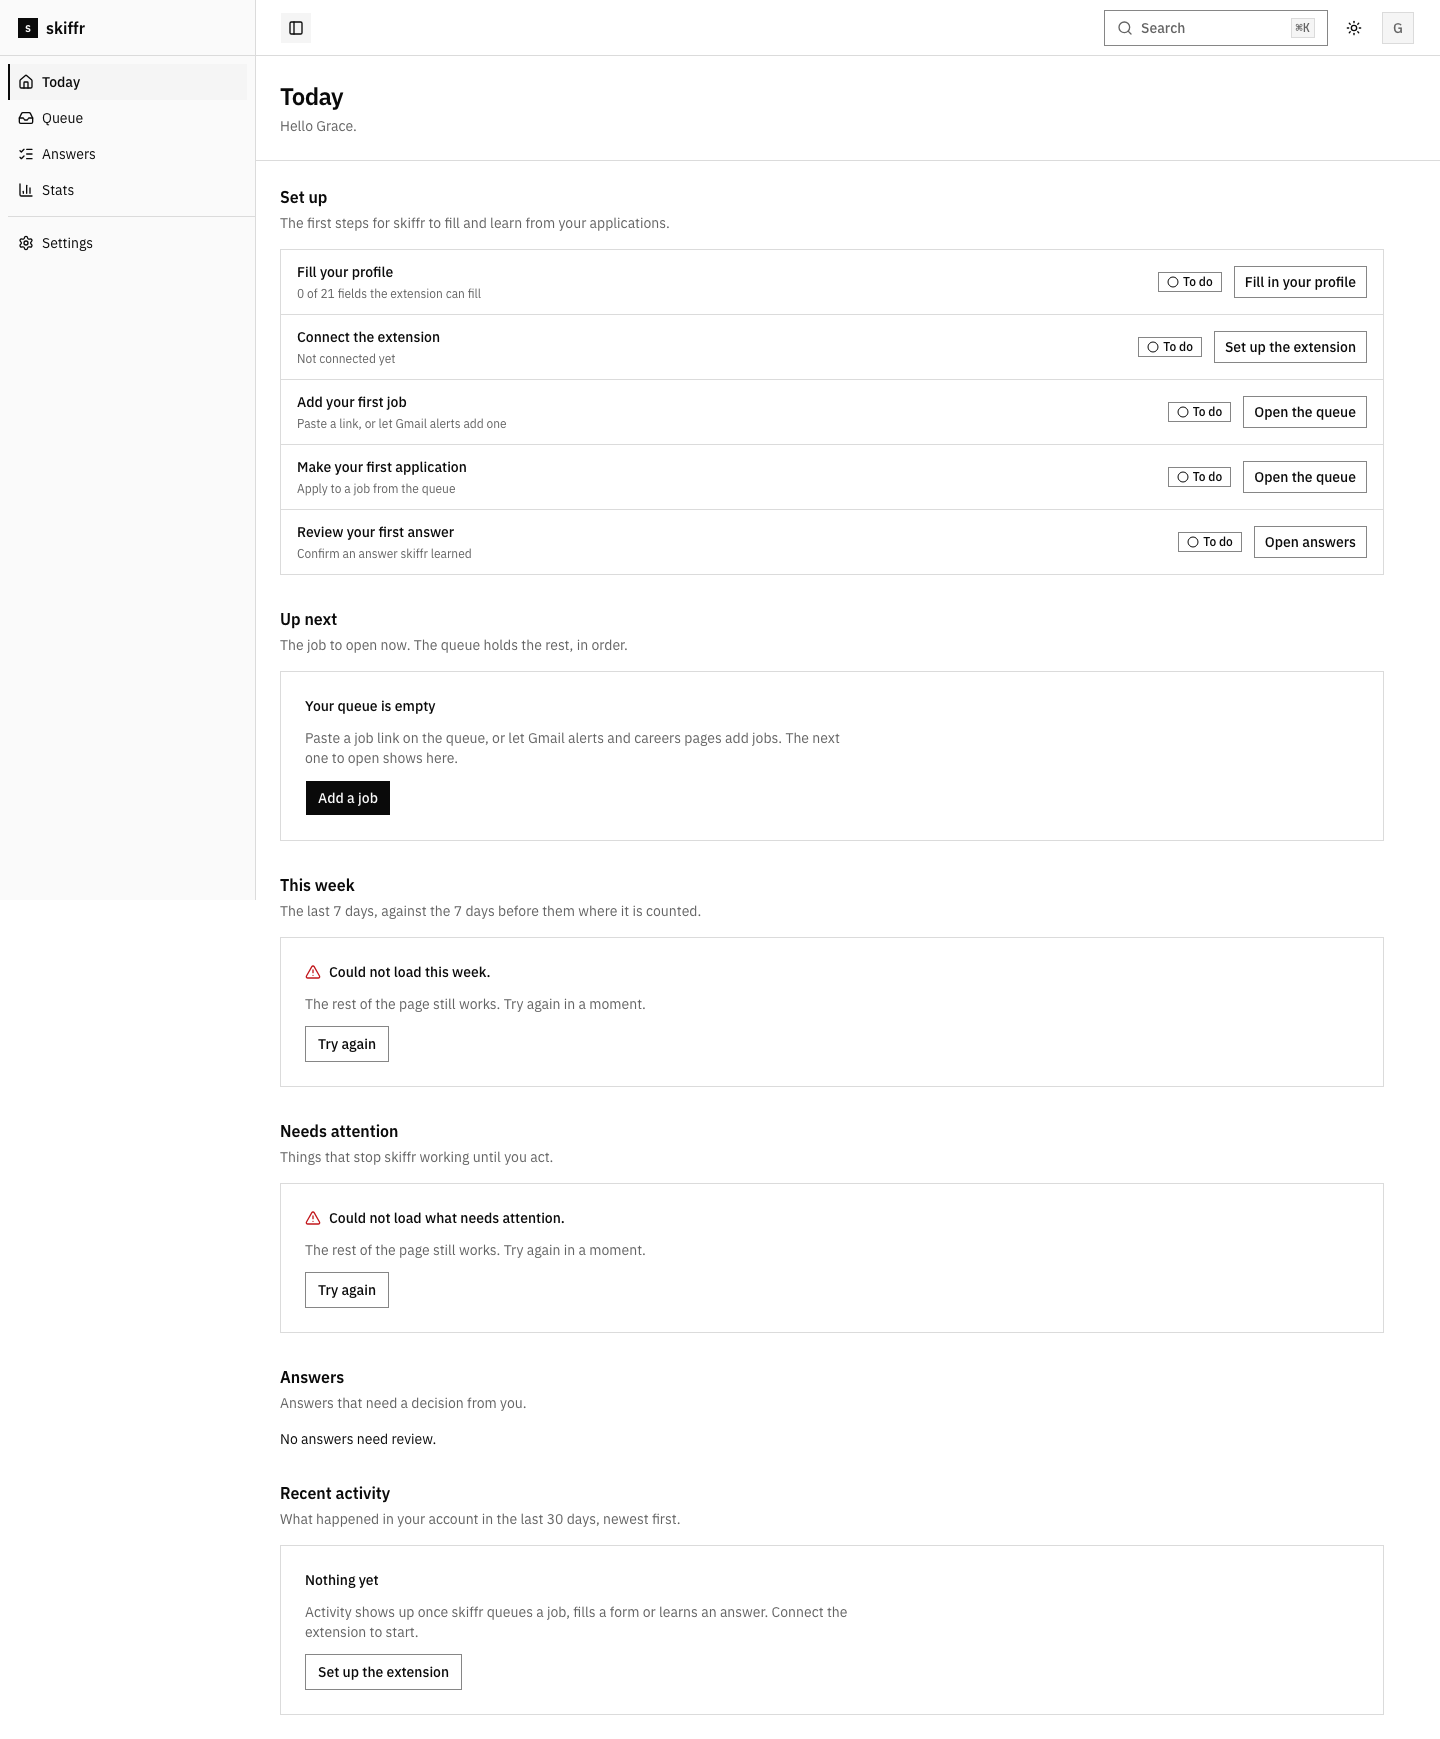 s skiffr
Search ⌘K
G
Today
Queue
Answers
Stats
Settings
Today
Hello Grace.
Set up
The first steps for skiffr to fill and learn from your applications.
Fill your profile
0 of 21 fields the extension can fill
To do
Fill in your profile
Connect the extension
Not connected yet
To do
Set up the extension
Add your first job
Paste a link, or let Gmail alerts add one
To do
Open the queue
Make your first application
Apply to a job from the queue
To do
Open the queue
Review your first answer
Confirm an answer skiffr learned
To do
Open answers
Up next
The job to open now. The queue holds the rest, in order.
Your queue is empty
Paste a job link on the queue, or let Gmail alerts and careers pages add jobs. The next
one to open shows here.
Add a job
This week
The last 7 days, against the 7 days before them where it is counted.
Could not load this week.
The rest of the page still works. Try again in a moment.
Try again
Needs attention
Things that stop skiffr working until you act.
Could not load what needs attention.
The rest of the page still works. Try again in a moment.
Try again
Answers
Answers that need a decision from you.
No answers need review.
Recent activity
What happened in your account in the last 30 days, newest first.
Nothing yet
Activity shows up once skiffr queues a job, fills a form or learns an answer. Connect the
extension to start.
Set up the extension